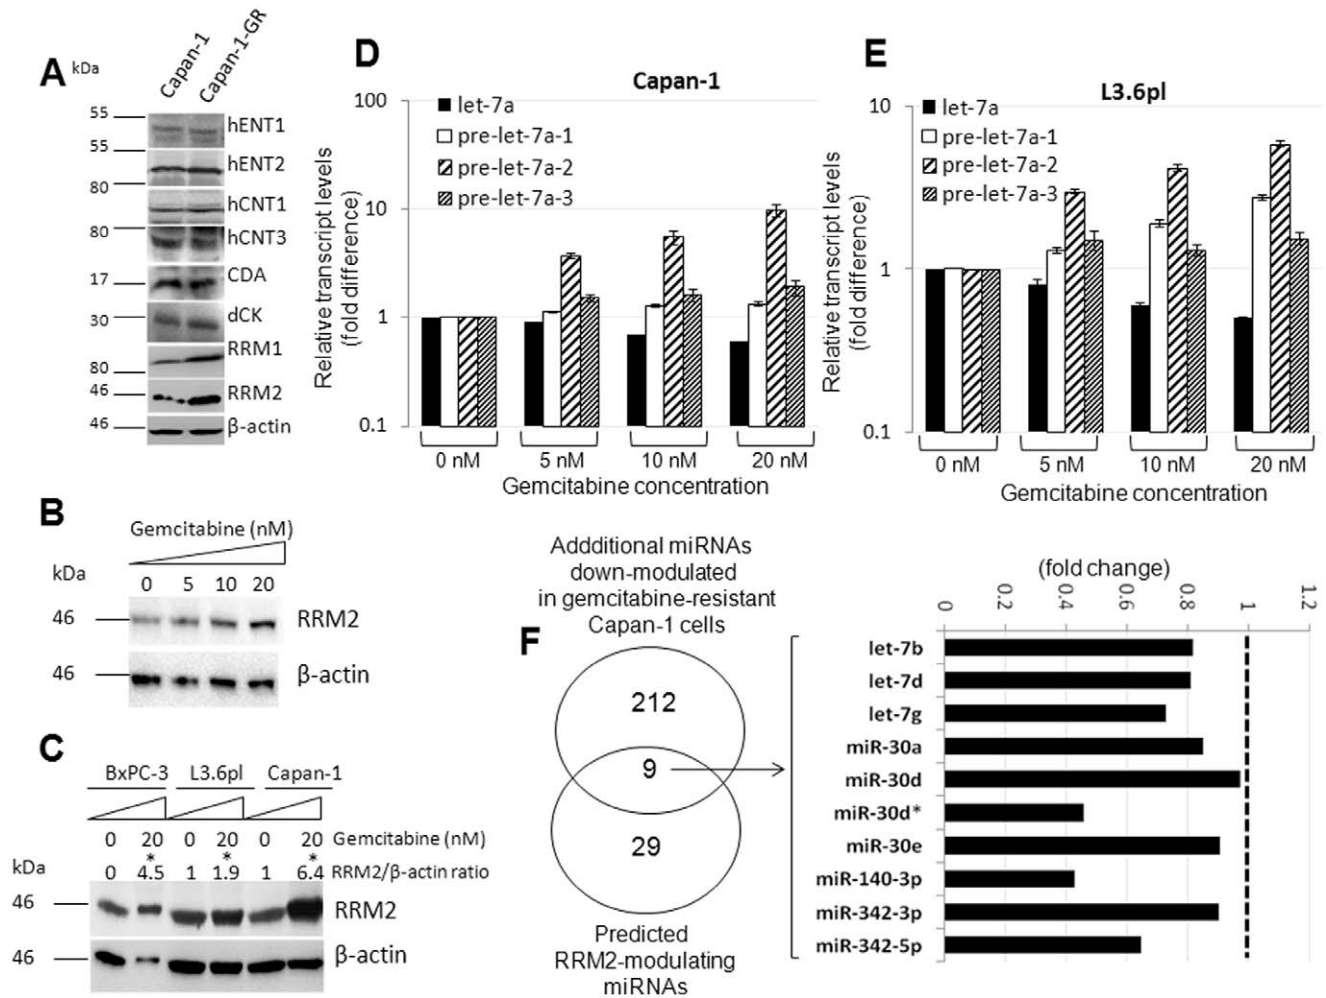 A
kDa
Capan-1
Capan-1-GR
55
hENT1
55
hENT2
80
hCNT1
80
hCNT3
17
CDA
30
dCK
RRM1
80
46
RRM2
46
β-actin
B
Gemcitabine (nM)
kDa
0 5 10 20
46
RRM2
46
β-actin
C
BxPC-3 L3.6pl Capan-1
0 20 0 20 0 20 Gemcitabine (nM)
* * *
kDa
0 4.5 1 1.9 1 6.4 RRM2/β-actin ratio
46
RRM2
46
β-actin
D
Capan-1
Relative transcript levels
(fold difference)
100
10
1
0.1
let-7a
pre-let-7a-1
pre-let-7a-2
pre-let-7a-3
0 nM 5 nM 10 nM 20 nM
Gemcitabine concentration
E
L3.6pl
Relative transcript levels
(fold difference)
10
1
0.1
let-7a
pre-let-7a-1
pre-let-7a-2
pre-let-7a-3
0 nM 5 nM 10 nM 20 nM
Gemcitabine concentration
F
Addditional miRNAs
down-modulated
in gemcitabine-resistant
Capan-1 cells
212
9
29
Predicted
RRM2-modulating
miRNAs
(fold change)
0 0.2 0.4 0.6 0.8 1 1.2
let-7b
let-7d
let-7g
miR-30a
miR-30d
miR-30d*
miR-30e
miR-140-3p
miR-342-3p
miR-342-5p